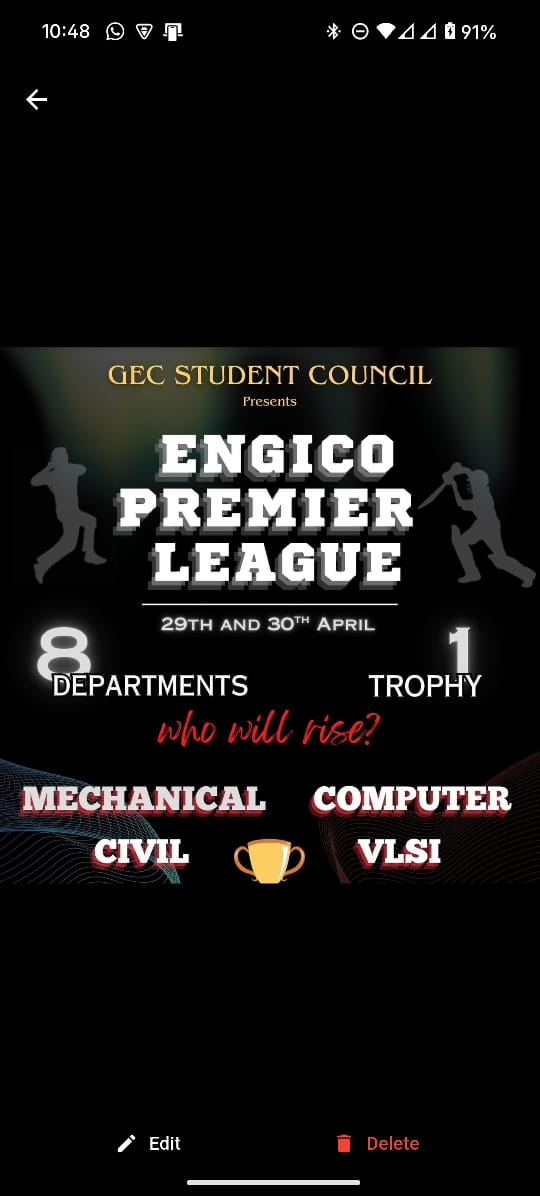 10:48
91%
GEC STUDENT COUNCIL
Presents
ENGICO
PREMIER
LEAGUE
29TH AND 30TH APRIL
8 1
DEPARTMENTS TROPHY
who will rise?
MECHANICAL COMPUTER
CIVIL VLSI
Edit Delete